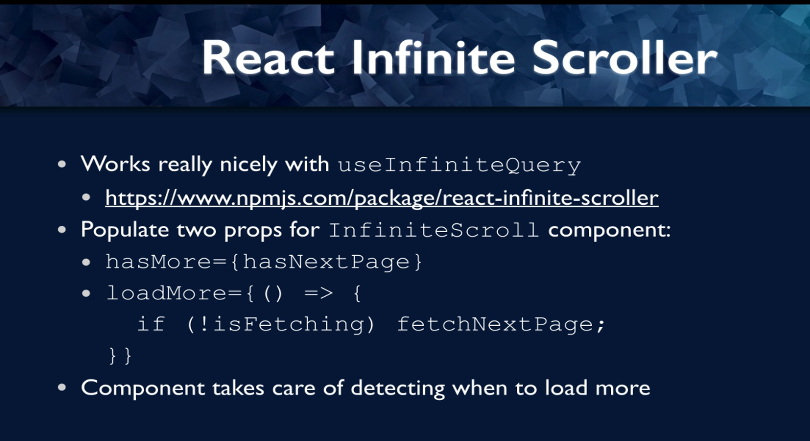 React Infinite Scroller
• Works really nicely with useInfiniteQuery
• https://www.npmjs.com/package/react-infinite-scroller
• Populate two props for InfiniteScroll component:
• hasMore={hasNextPage}
• loadMore={() => {
if (!isFetching) fetchNextPage;
}}
• Component takes care of detecting when to load more